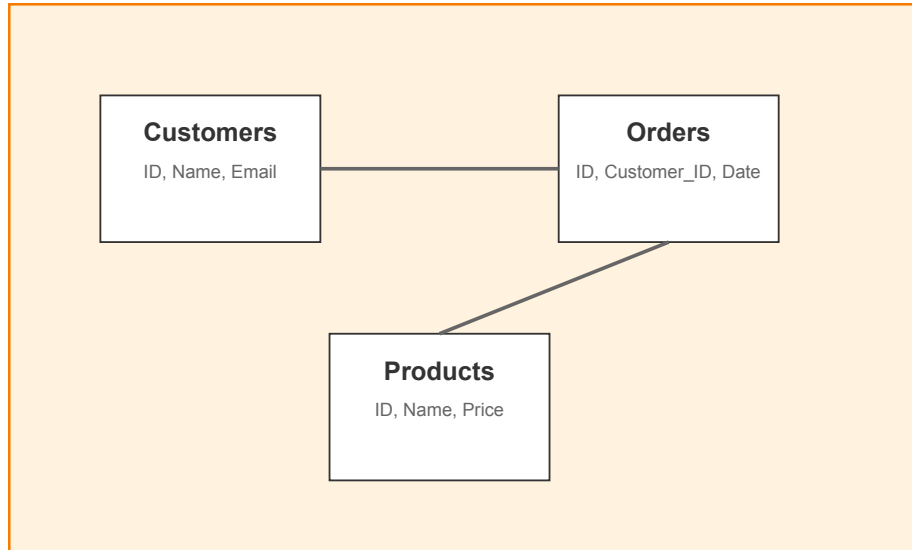 Customers
ID, Name, Email
Orders
ID, Customer_ID, Date
Products
ID, Name, Price